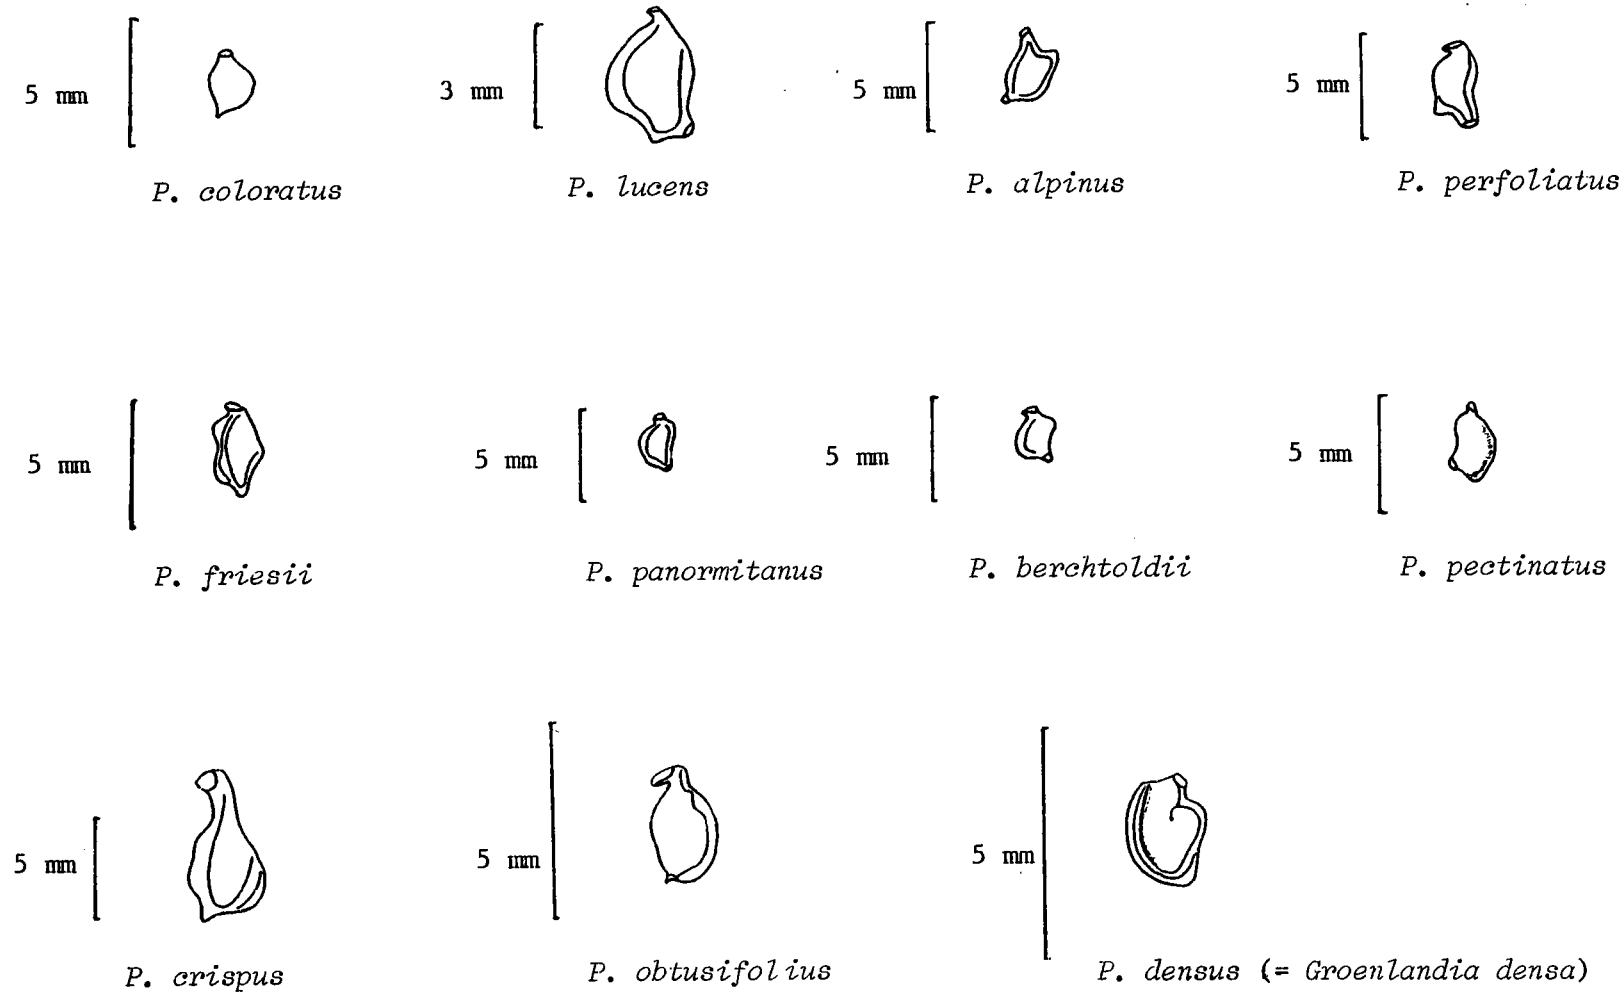 5 mm
3 mm
5 mm
5 mm
P. coloratus
P. lucens
P. alpinus
P. perfoliatus
5 mm
5 mm
5 mm
5 mm
P. friesii
P. panormitanus
P. berchtoldii
P. pectinatus
5 mm
5 mm
5 mm
P. crispus
P. obtusifolius
P. densus (= Groenlandia densa)